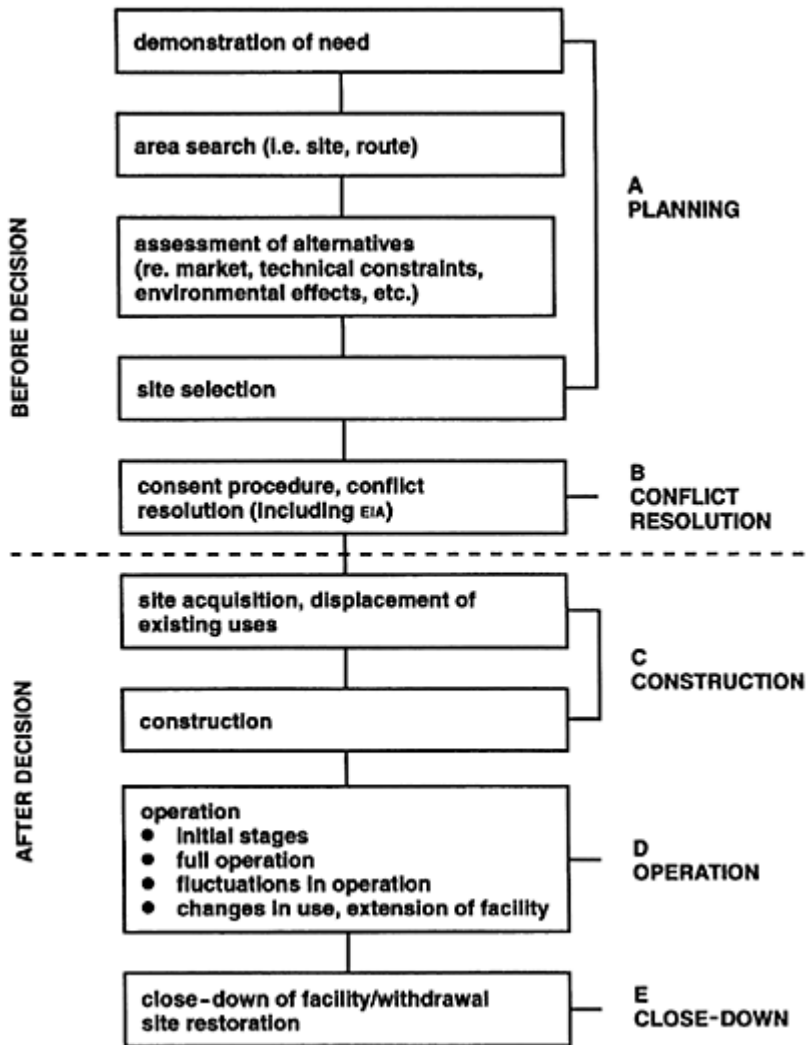 demonstration of need
area search (i.e. site, route)
A
PLANNING
assessment of alternatives
(re. market, technical constraints,
environmental effects, etc.)
BEFORE DECISION
site selection
consent procedure, conflict
resolution (including EIA)
B
CONFLICT
RESOLUTION
site acquisition, displacement of
existing uses
C
CONSTRUCTION
construction
AFTER DECISION
operation
● initial stages
● full operation
● fluctuations in operation
● changes in use, extension of facility
D
OPERATION
close-down of facility/withdrawal
site restoration
E
CLOSE-DOWN